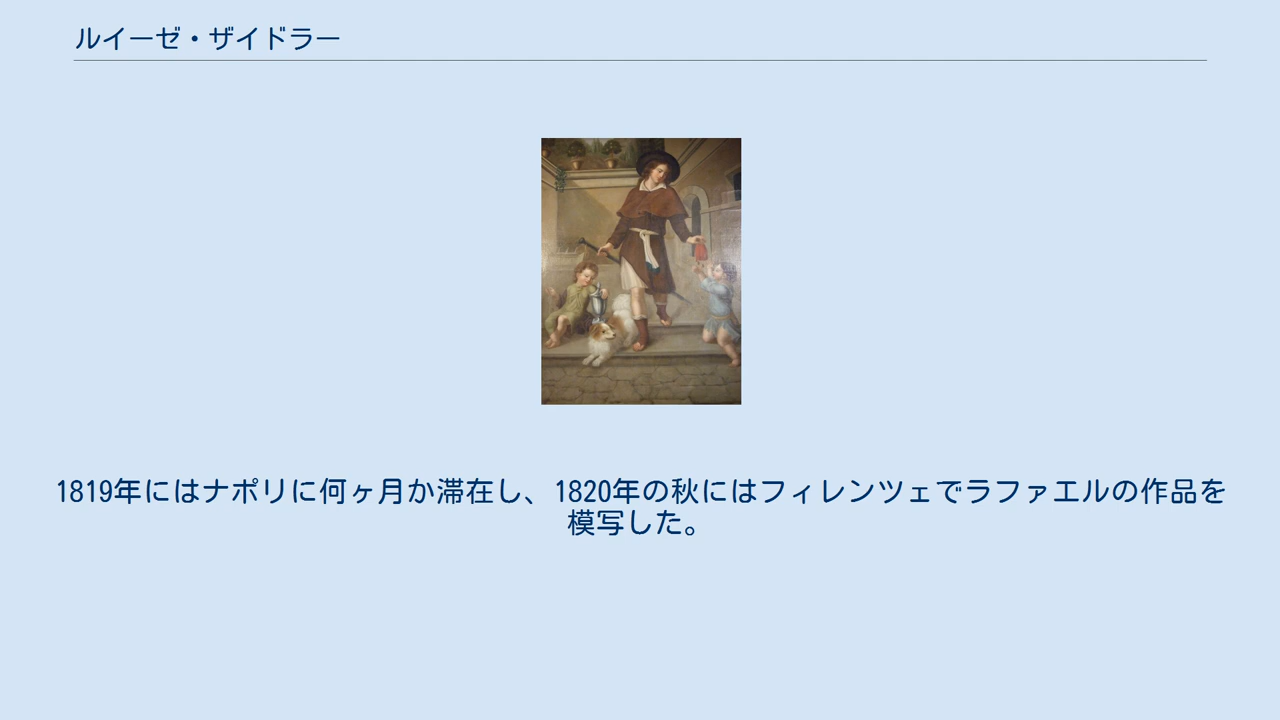 ルイーゼ・ザイドラー
1819年にはナポリに何ヶ月か滞在し、1820年の秋にはフィレンツェでラファエルの作品を
模写した。